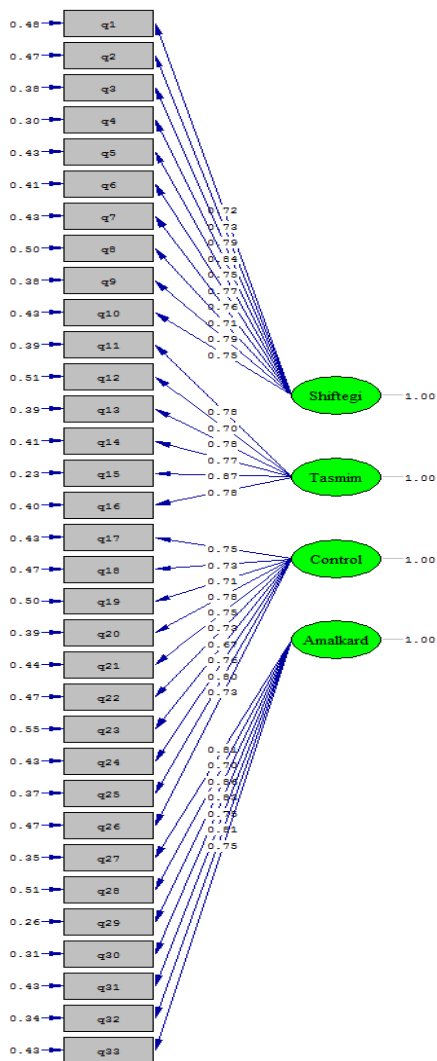 0.48 q1
0.47 q2
0.38 q3
0.30 q4
0.43 q5
0.41 q6
0.43 q7
0.50 q8
0.38 q9
0.43 q10
0.39 q11
0.51 q12
0.39 q13
0.41 q14
0.23 q15
0.40 q16
0.43 q17
0.47 q18
0.50 q19
0.39 q20
0.44 q21
0.47 q22
0.55 q23
0.43 q24
0.37 q25
0.47 q26
0.35 q27
0.51 q28
0.26 q29
0.31 q30
0.43 q31
0.34 q32
0.43 q33
0.72
0.73
0.79
0.84
0.75
0.77
0.76
0.71
0.79
0.75
Shiftegi 1.00
0.78
0.70
0.78
0.77
0.87
0.78
Tasmim 1.00
0.75
0.73
0.71
0.78
0.75
0.73
0.67
0.76
0.80
0.73
Control 1.00
0.81
0.70
0.86
0.83
0.81
0.75
Amalkard 1.00